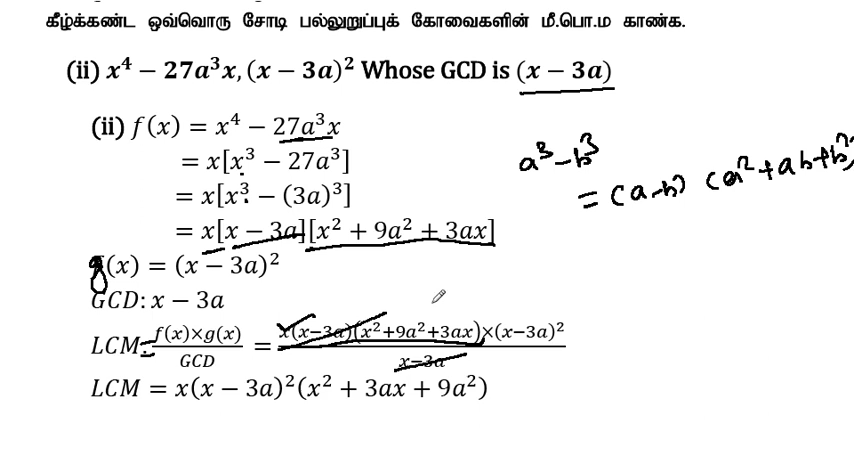 கீழ்க்கண்ட ஒவ்வொரு சோடி பல்லுறுப்புக் கோவைகளின் மீ.பொ.ம காண்க.
(ii) x⁴ − 27a³x, (x − 3a)² Whose GCD is (x − 3a)
(ii) f(x) = x⁴ − 27a³x
= x[x³ − 27a³]
a³ − b³
= x[x³ − (3a)³]
= (a-b) (a²+ab+b²)
= x[x − 3a][x² + 9a² + 3ax]
g(x) = (x − 3a)²
GCD: x − 3a
LCM = f(x)×g(x)/GCD = x(x−3a)(x²+9a²+3ax)×(x−3a)²/x−3a
LCM = x(x − 3a)²(x² + 3ax + 9a²)